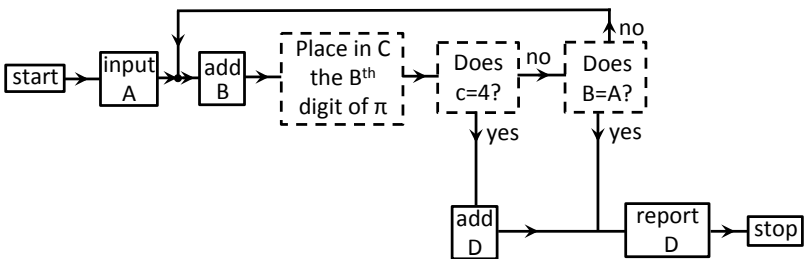 no
start
input
A
add
B
Place in C
the Bᵗʰ
digit of π
Does
c=4?
no
Does
B=A?
yes
yes
add
D
report
D
stop